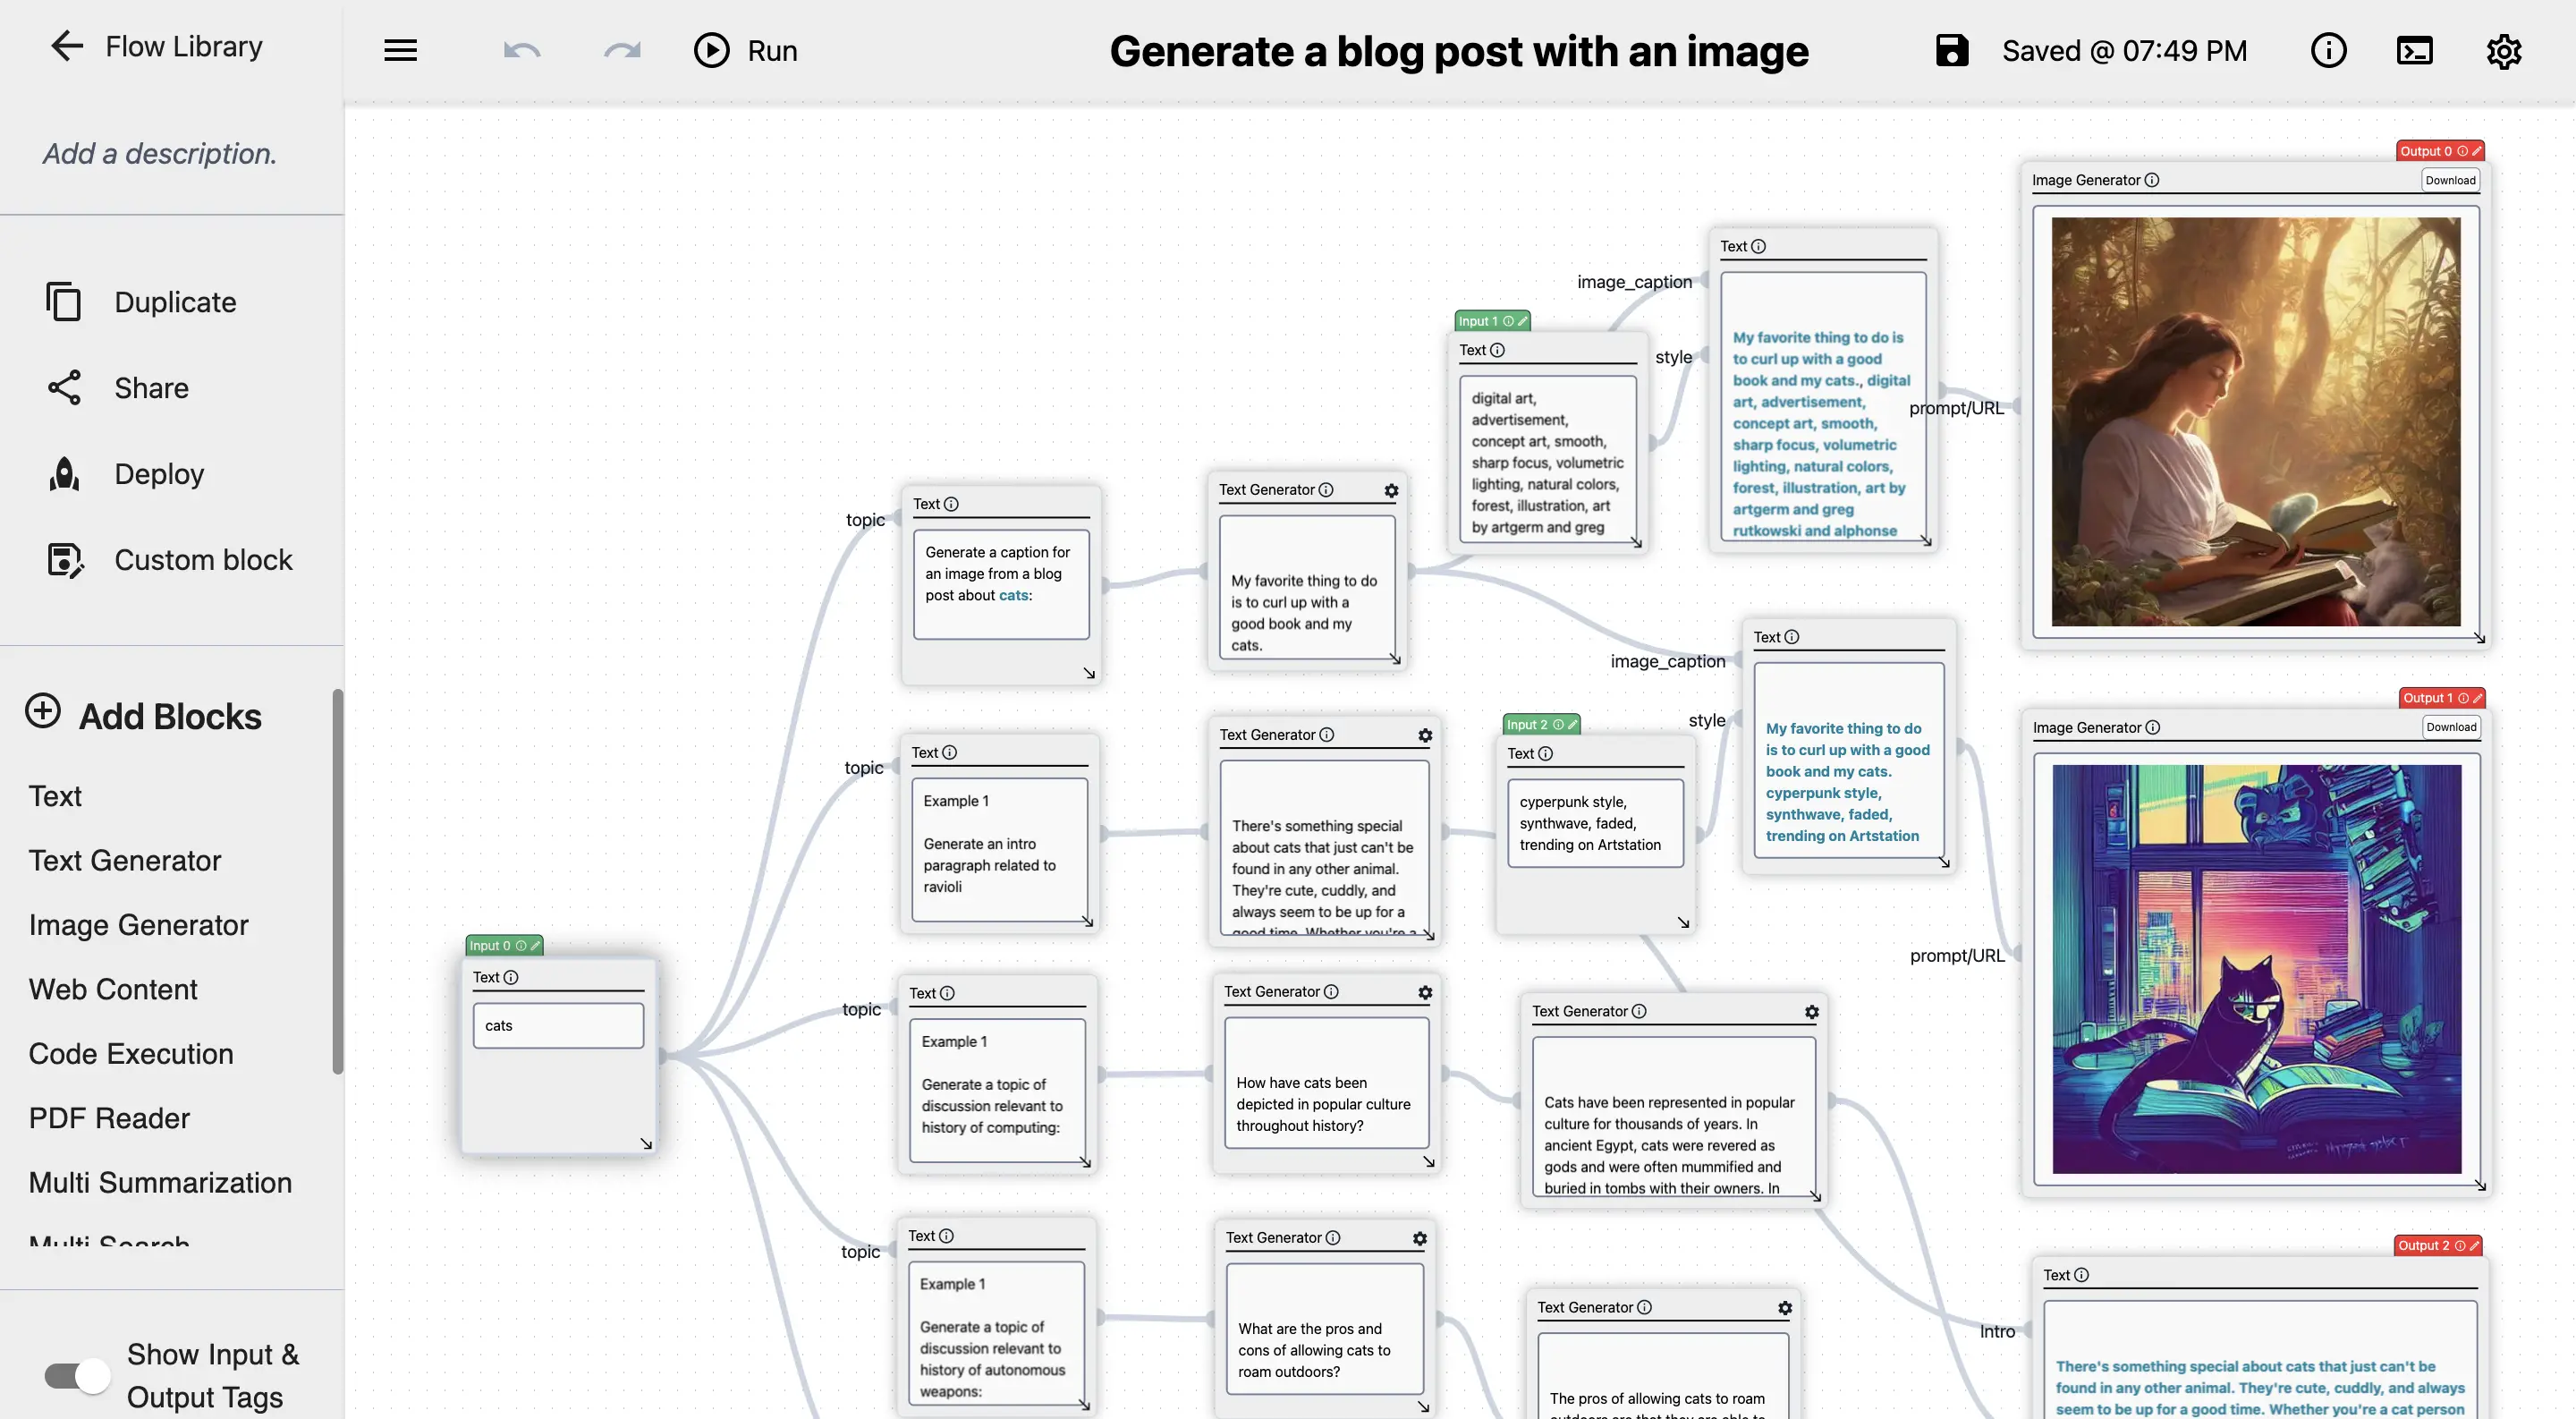 Flow Library
Run
Generate a blog post with an image
Saved @ 07:49 PM
Add a description.
Duplicate
Share
Deploy
Custom block
Add Blocks
Text
Text Generator
Image Generator
Web Content
Code Execution
PDF Reader
Multi Summarization
Multi Search
Show Input &
Output Tags
Input 0
Text
cats
topic
Text
Generate a caption for
an image from a blog
post about cats:
topic
Text
Example 1
Generate an intro
paragraph related to
ravioli
topic
Text
Example 1
Generate a topic of
discussion relevant to
history of computing:
topic
Text
Example 1
Generate a topic of
discussion relevant to
history of autonomous
weapons:
Text Generator
My favorite thing to do
is to curl up with a
good book and my
cats.
Text Generator
There's something special
about cats that just can't be
found in any other animal.
They're cute, cuddly, and
always seem to be up for a
good time. Whether you're a
Text Generator
How have cats been
depicted in popular culture
throughout history?
Text Generator
What are the pros and
cons of allowing cats to
roam outdoors?
Input 1
Text
digital art,
advertisement,
concept art, smooth,
sharp focus, volumetric
lighting, natural colors,
forest, illustration, art
by artgerm and greg
Input 2
Text
cyperpunk style,
synthwave, faded,
trending on Artstation
Text Generator
Cats have been represented in popular
culture for thousands of years. In
ancient Egypt, cats were revered as
gods and were often mummified and
buried in tombs with their owners. In
Text Generator
The pros of allowing cats to roam
image_caption
style
Text
My favorite thing to do is
to curl up with a good
book and my cats., digital
art, advertisement,
concept art, smooth,
sharp focus, volumetric
lighting, natural colors,
forest, illustration, art by
artgerm and greg
rutkowski and alphonse
image_caption
style
Text
My favorite thing to do
is to curl up with a good
book and my cats.
cyperpunk style,
synthwave, faded,
trending on Artstation
Output 0
Image Generator
Download
prompt/URL
Output 1
Image Generator
Download
prompt/URL
Output 2
Text
Intro
There's something special about cats that just can't be
found in any other animal. They're cute, cuddly, and always
seem to be up for a good time. Whether you're a cat person